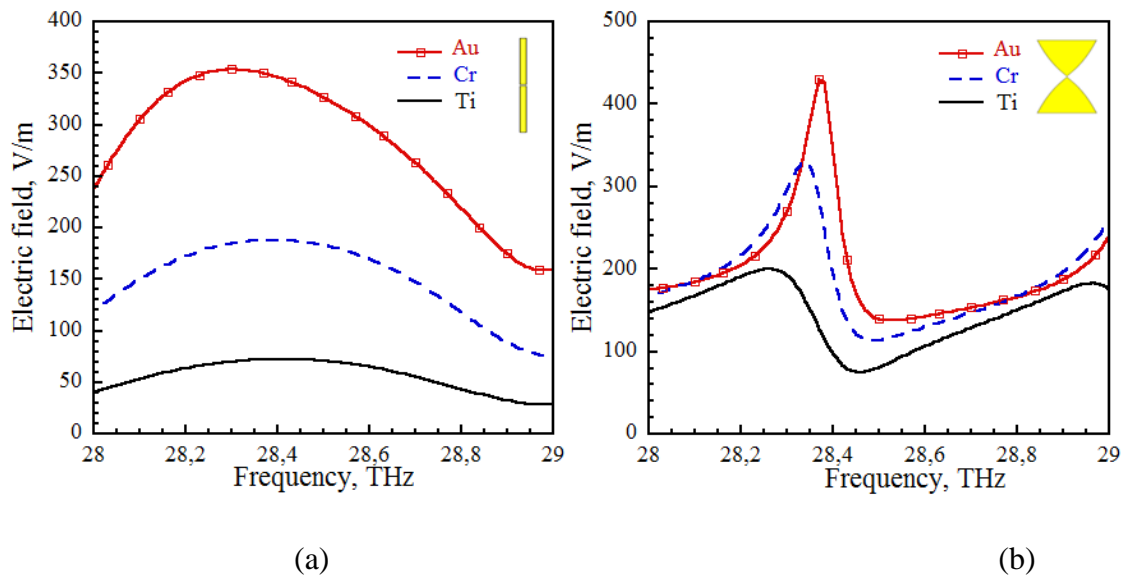 400
350
300
250
200
150
100
50
0
Electric field, V/m
Au
Cr
Ti
28
28,2
28,4
28,6
28,8
29
Frequency, THz
(a)
500
400
300
200
100
0
Electric field, V/m
Au
Cr
Ti
28
28,2
28,4
28,6
28,8
29
Frequency, THz
(b)